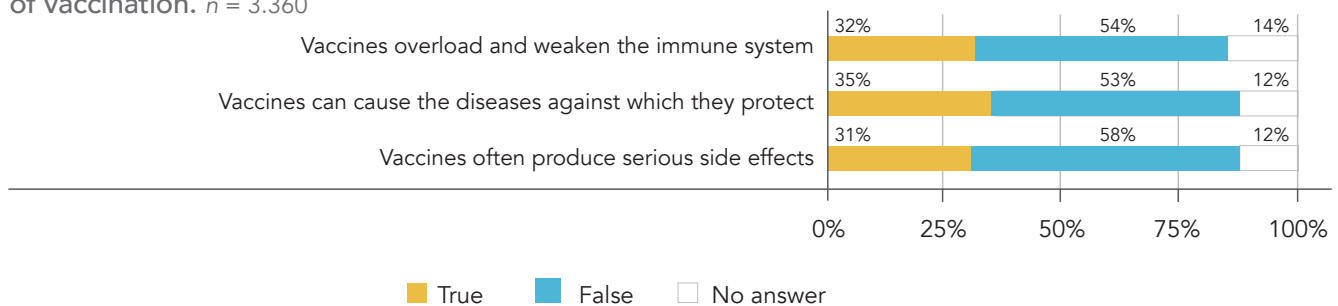 of vaccination. n = 3.360
32% 54% 14%
Vaccines overload and weaken the immune system
35% 53% 12%
Vaccines can cause the diseases against which they protect
31% 58% 12%
Vaccines often produce serious side effects
0% 25% 50% 75% 100%
True False No answer